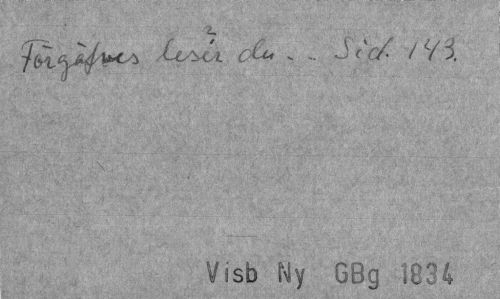 Förgäfves leser du.. Sid. 143.
Visb Ny GBg 1834